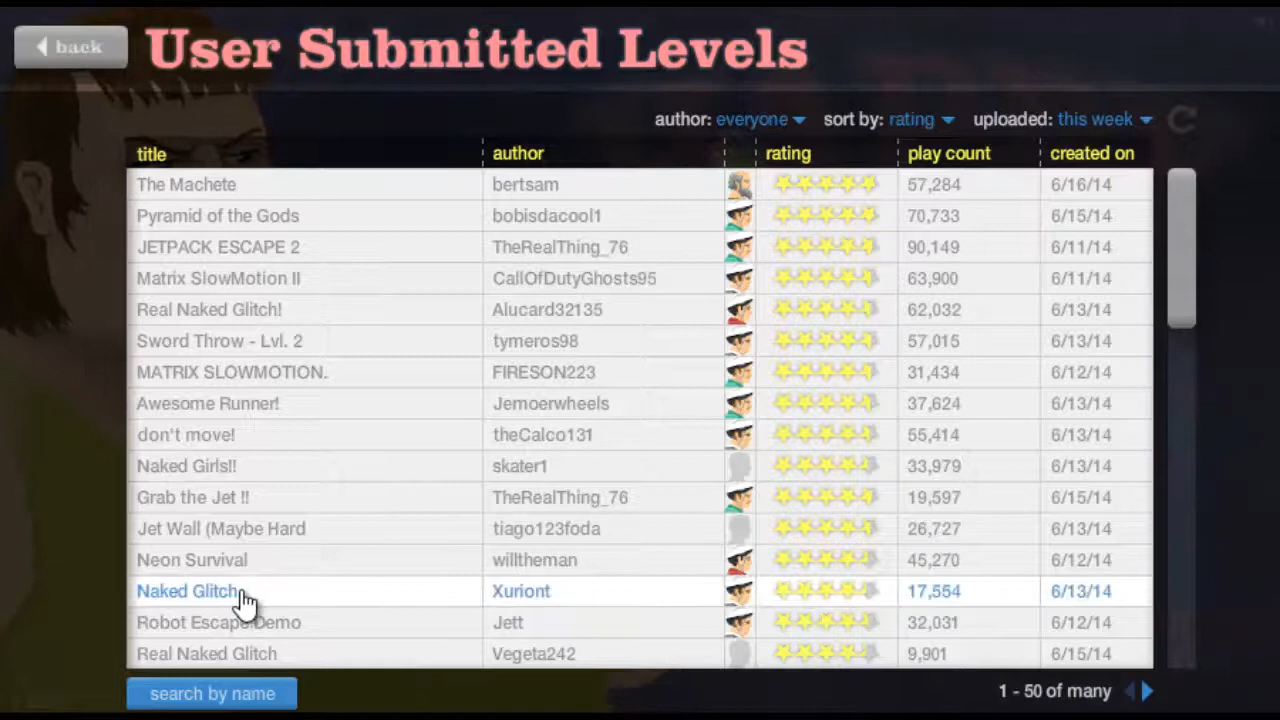 back
User Submitted Levels
author: everyone sort by: rating uploaded: this week
title author rating play count created on
The Machete bertsam 57,284 6/16/14
Pyramid of the Gods bobisdacool1 70,733 6/15/14
JETPACK ESCAPE 2 TheRealThing_76 90,149 6/11/14
Matrix SlowMotion II CallOfDutyGhosts95 63,900 6/11/14
Real Naked Glitch! Alucard32135 62,032 6/13/14
Sword Throw - Lvl. 2 tymeros98 57,015 6/13/14
MATRIX SLOWMOTION. FIRESON223 31,434 6/12/14
Awesome Runner! Jemoerwheels 37,624 6/13/14
don't move! theCalco131 55,414 6/13/14
Naked Girls!! skater1 33,979 6/13/14
Grab the Jet !! TheRealThing_76 19,597 6/15/14
Jet Wall (Maybe Hard tiago123foda 26,727 6/13/14
Neon Survival willtheman 45,270 6/12/14
Naked Glitch Xuriont 17,554 6/13/14
Robot Escape Demo Jett 32,031 6/12/14
Real Naked Glitch Vegeta242 9,901 6/15/14
search by name 1 - 50 of many